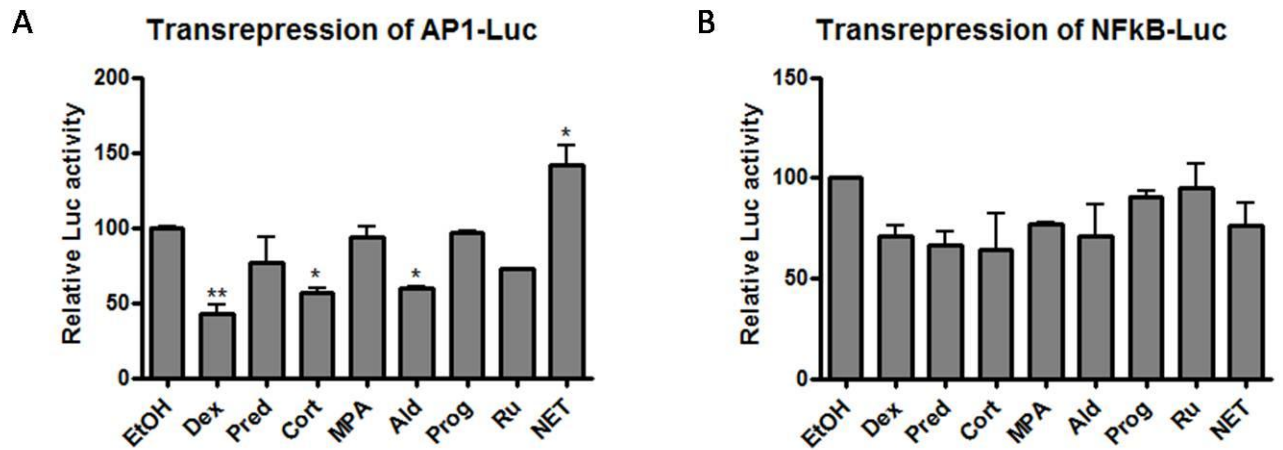 A
Transrepression of AP1-Luc
Relative Luc activity
200
150
100
50
0
**
*
*
*
EtOH
Dex
Pred
Cort
MPA
Ald
Prog
Ru
NET
B
Transrepression of NFkB-Luc
Relative Luc activity
150
100
50
0
EtOH
Dex
Pred
Cort
MPA
Ald
Prog
Ru
NET